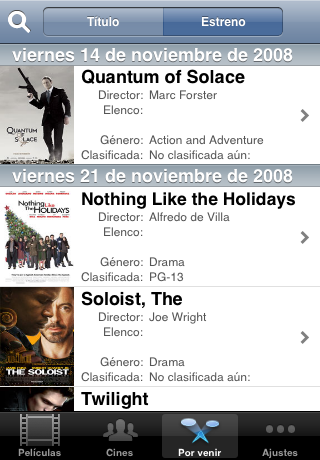 Título Estreno
viernes 14 de noviembre de 2008
Quantum of Solace
Director: Marc Forster
Elenco:
Género: Action and Adventure
Clasificada: No clasificada aún:
QUANTUM
OF SOLACE
viernes 21 de noviembre de 2008
Nothing Like the Holidays
Director: Alfredo de Villa
Elenco:
Género: Drama
Clasificada: PG-13
Nothing Like
The Holidays
Soloist, The
Director: Joe Wright
Elenco:
Género: Drama
Clasificada: No clasificada aún:
THE SOLOIST
Twilight
Películas Cines Por venir Ajustes